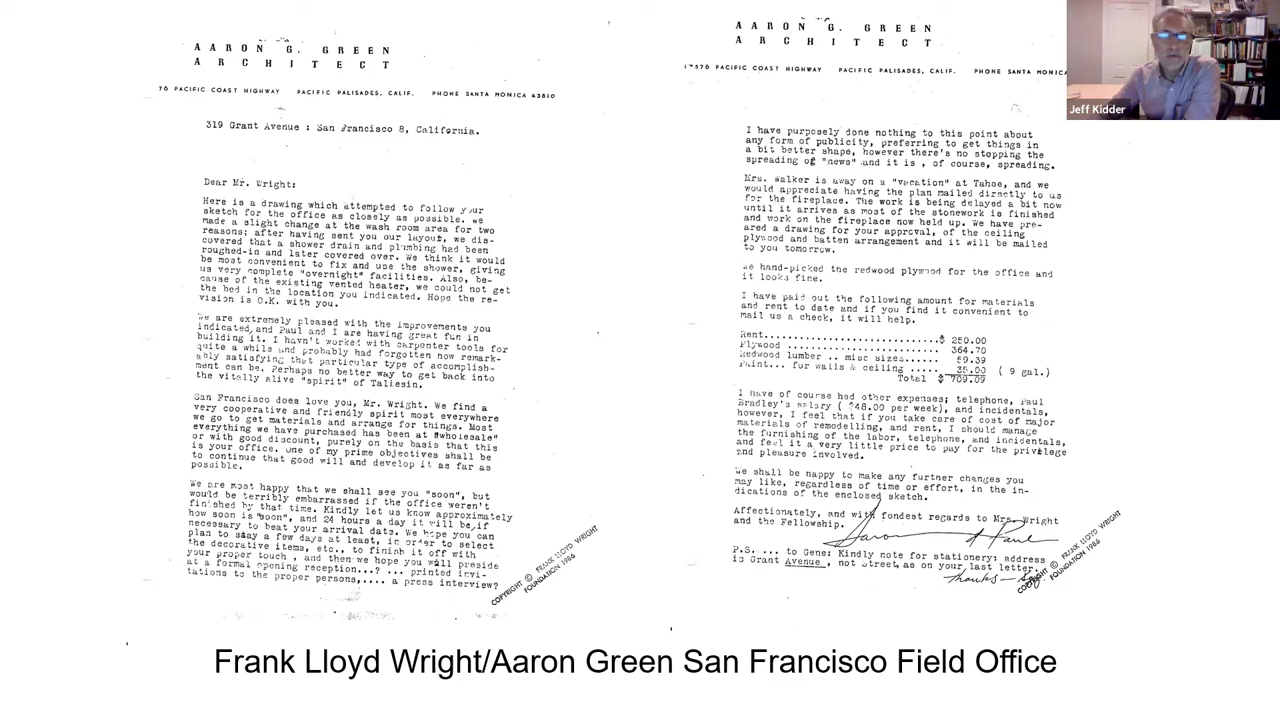 AARON G. GREEN
ARCHITECT
76 PACIFIC COAST HIGHWAY PACIFIC PALISADES, CALIF. PHONE SANTA MONICA 43810
319 Grant Avenue : San Francisco 8, California.
Dear Mr. Wright:
Here is a drawing which attempted to follow your
sketch for the office as closely as possible. We
made a slight change at the wash room area for two
reasons; after having sent you our layout, we dis-
covered that a shower drain and plumbing had been
roughed-in and later covered over. We think it would
be most convenient to fix and use the shower, giving
us very complete "overnight" facilities. Also, be-
cause of the existing vented heater, we could not get
the bed in the location you indicated. Hope the re-
vision is O.K. with you.
We are extremely pleased with the improvements you
indicated, and Paul and I are having great fun in
building it. I havn't worked with carpenter tools for
quite a while and probably had forgotten how remark-
ably satisfying that particular type of accomplish-
ment can be. Perhaps no better way to get back into
the vitally alive "spirit" of Taliesin.
San Francisco does love you, Mr. Wright. We find a
very cooperative and friendly spirit most everywhere
we go to get materials and arrange for things. Most
everything we have purchased has been at "wholesale"
or with good discount, purely on the basis that this
is your office. One of my prime objectives shall be
to continue that good will and develop it as far as
possible.
We are most happy that we shall see you "soon", but
would be terribly embarrassed if the office weren't
finished by that time. Kindly let us know approximately
how soon is "soon", and 24 hours a day it will be, if
necessary to beat your arrival date. We hope you can
plan to stay a few days at least, in order to select
the decorative items, etc., to finish it off with
your proper touch , and then we hope you will preside
at a formal opening reception...? ... printed invi-
tations to the proper persons,.... a press interview?
COPYRIGHT © FRANK LLOYD WRIGHT
FOUNDATION 1986
AARON G. GREEN
ARCHITECT
17576 PACIFIC COAST HIGHWAY PACIFIC PALISADES, CALIF. PHONE SANTA MONICA
I have purposely done nothing to this point about
any form of publicity, preferring to get things in
a bit better shape, however there's no stopping the
spreading of "news" and it is , of course, spreading.
Mrs. Walker is away on a "vacation" at Tahoe, and we
would appreciate having the plan mailed directly to us
for the fireplace. The work is being delayed a bit now
until it arrives as most of the stonework is finished
and work on the fireplace now held up. We have pre-
ared a drawing for your approval, of the ceiling
plywood and batten arrangement and it will be mailed
to you tomorrow.
We hand-picked the redwood plywood for the office and
it looks fine.
I have paid out the following amount for materials
and rent to date and if you find it convenient to
mail us a check, it will help.
Rent..............................$ 250.00
Plywood ........................... 364.70
Redwood lumber .. misc sizes....... 59.39
Paint... for walls & ceiling ..... 35.00 ( 9 gal.)
Total $ 709.09
I have of course had other expenses; telephone, Paul
Bradley's salary ( $48.00 per week), and incidentals,
however, I feel that if you take care of cost of major
materials of remodelling, and rent, I should manage
the furnishing of the labor, telephone, and incidentals,
and feel it a very little price to pay for the privilege
and pleasure involved.
We shall be happy to make any further changes you
may like, regardless of time or effort, in the in-
dications of the enclosed sketch.
Affectionately, and with fondest regards to Mrs. Wright
and the Fellowship.
Aaron & Paul
P.S..... to Gene: Kindly note for stationery: address
is Grant Avenue , not Street, as on your last letter.
Thanks —
COPYRIGHT © FRANK LLOYD WRIGHT
FOUNDATION 1986
Jeff Kidder
Frank Lloyd Wright/Aaron Green San Francisco Field Office